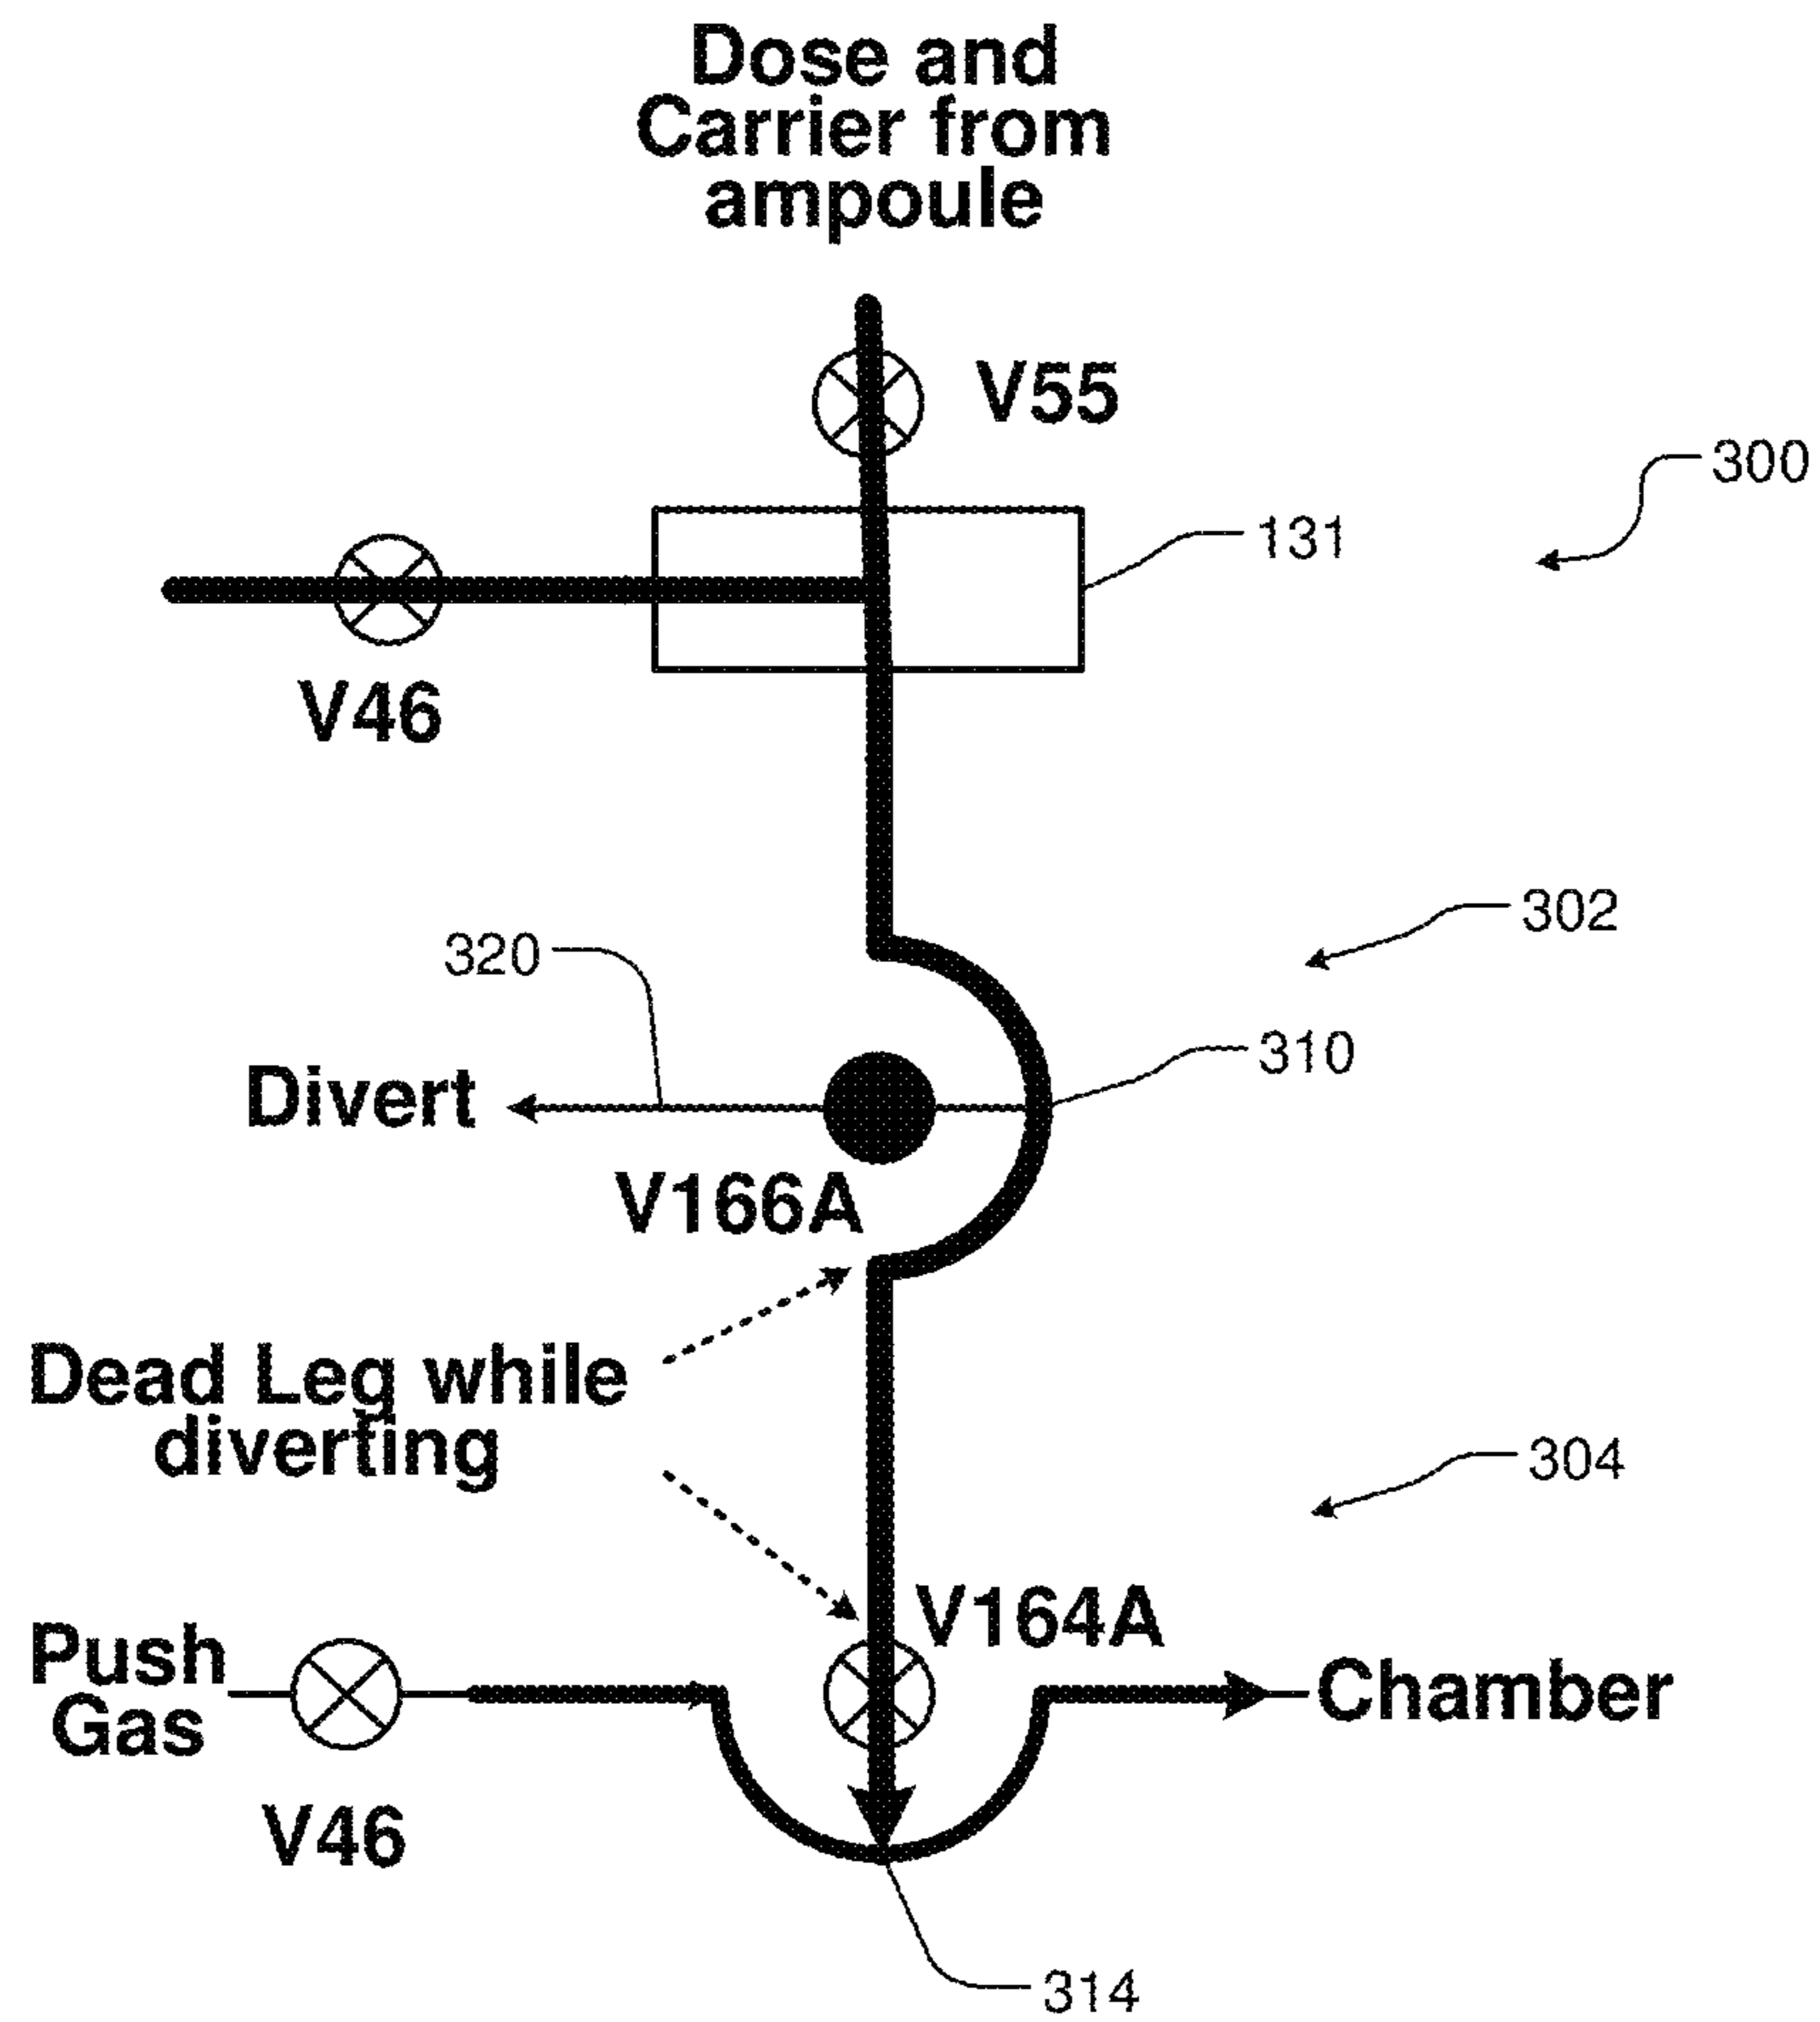 Dose and
Carrier from
ampoule
V55
300
131
V46
302
320
310
Divert
V166A
Dead Leg while
diverting
304
V164A
Push
Gas
Chamber
V46
314